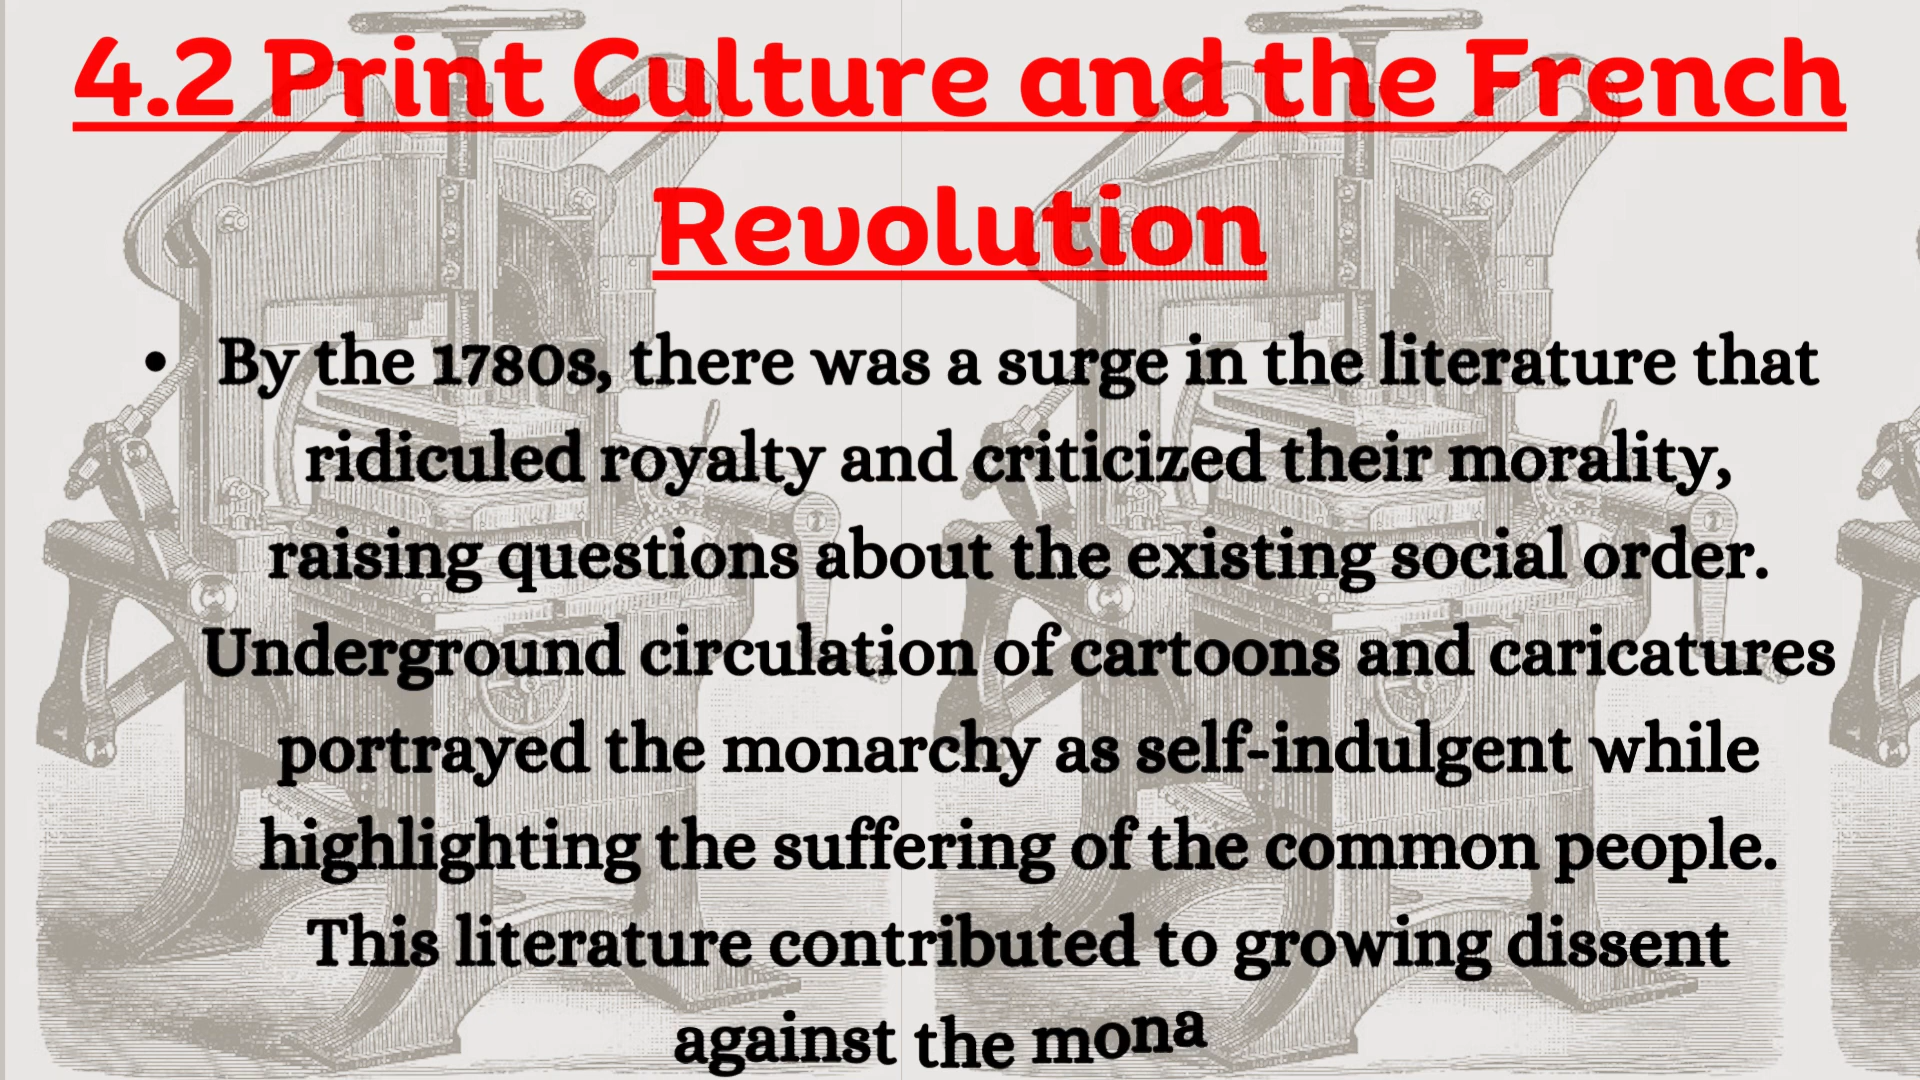 4.2 Print Culture and the French
Revolution
• By the 1780s, there was a surge in the literature that
ridiculed royalty and criticized their morality,
raising questions about the existing social order.
Underground circulation of cartoons and caricatures
portrayed the monarchy as self-indulgent while
highlighting the suffering of the common people.
This literature contributed to growing dissent
against the mona